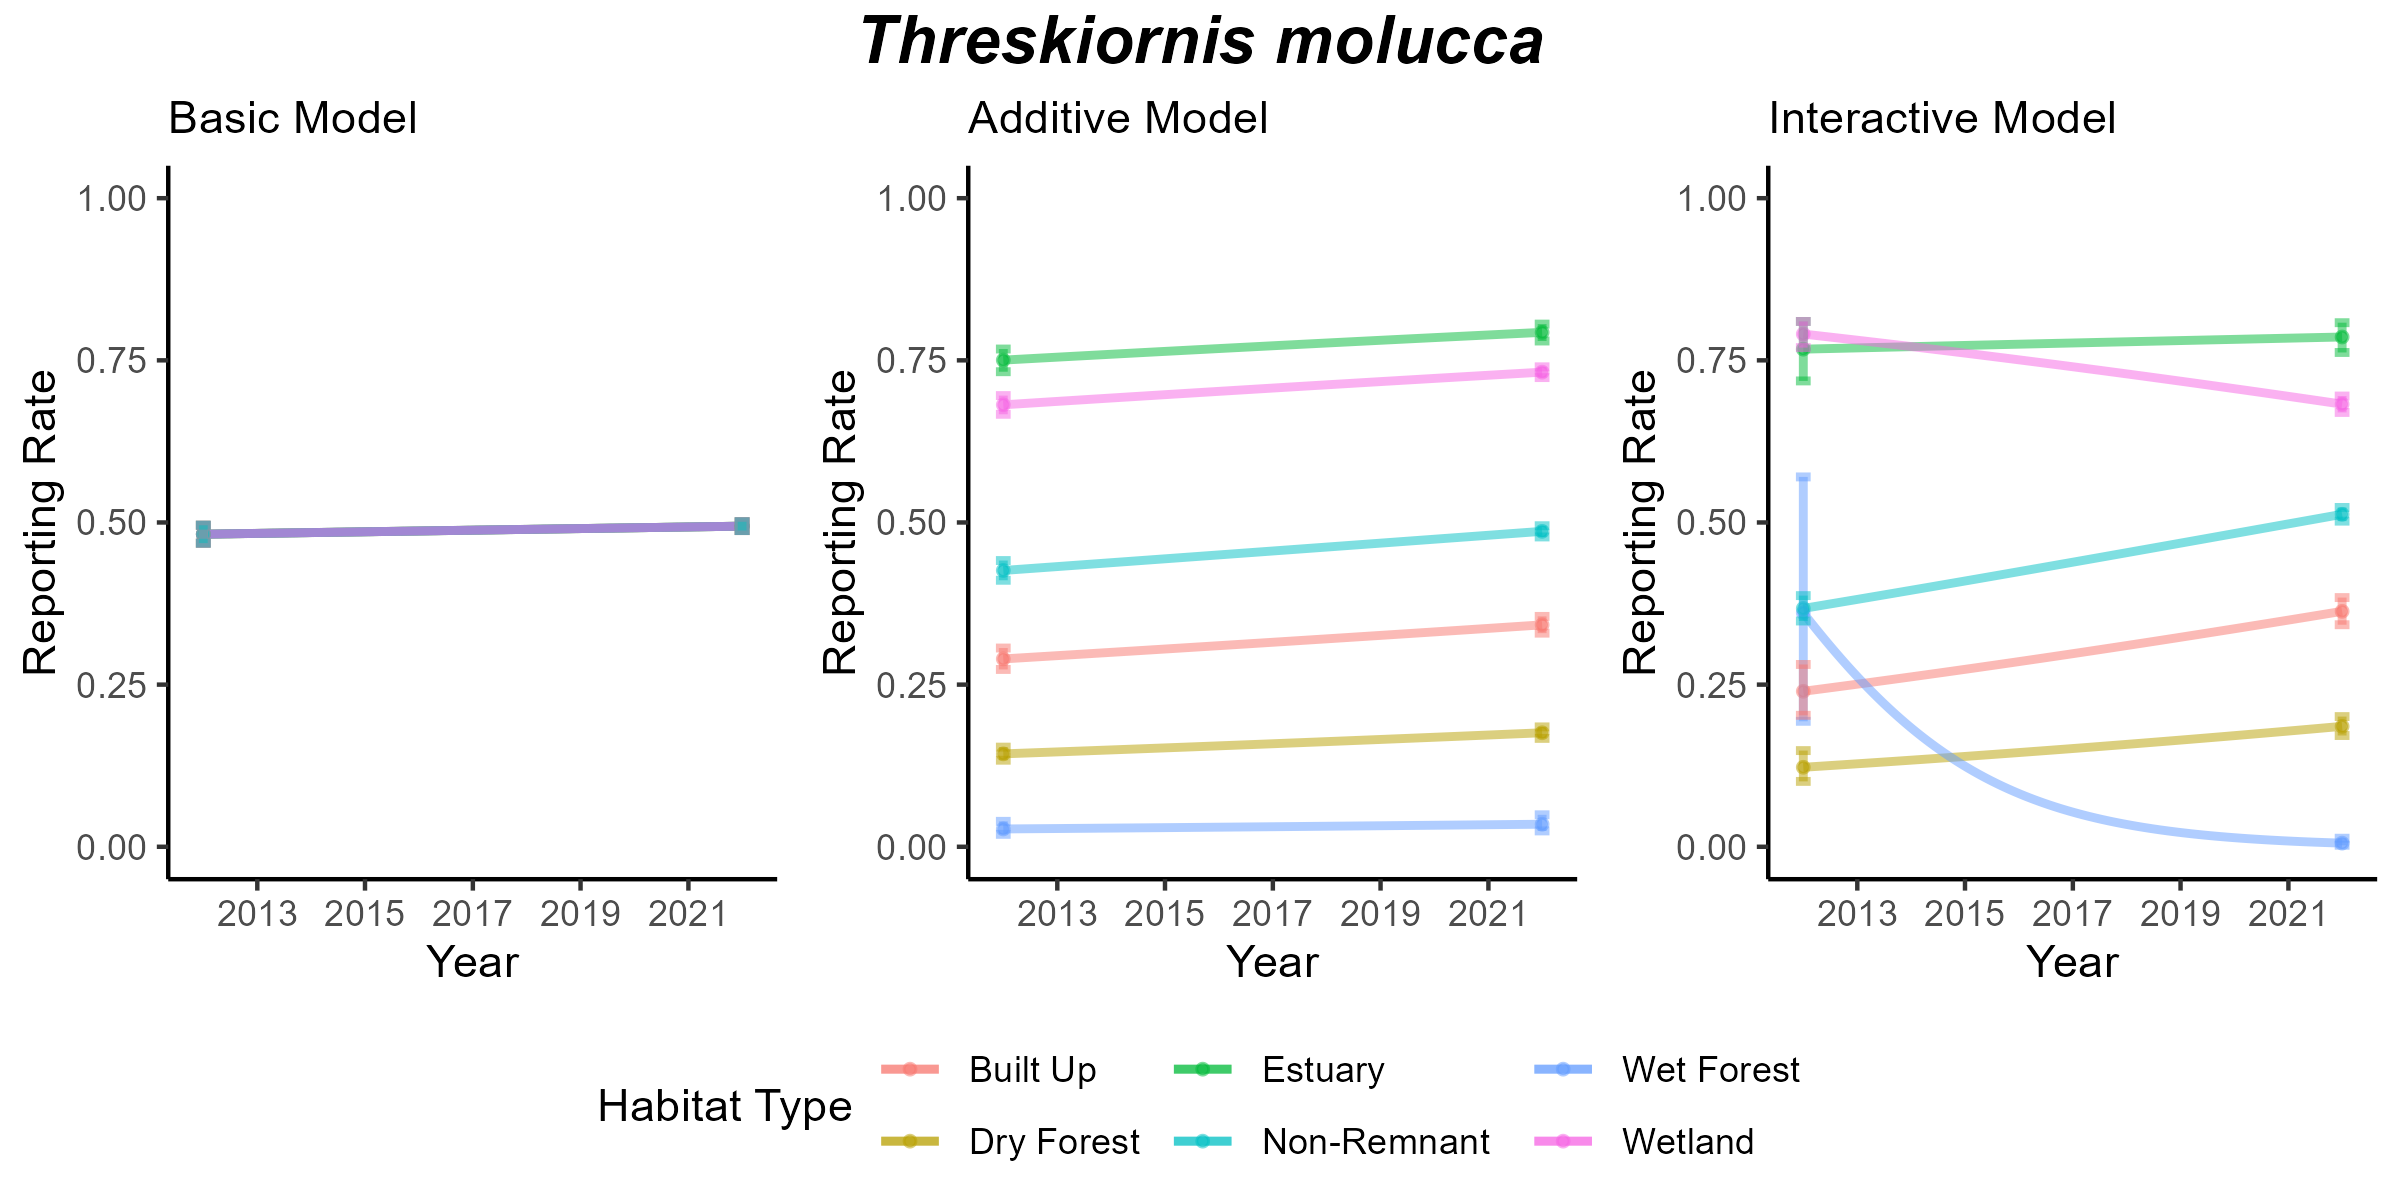 Threskiornis molucca
Basic Model
Additive Model
Interactive Model
Reporting Rate
1.00
0.75
0.50
0.25
0.00
2013 2015 2017 2019 2021
Year
Reporting Rate
1.00
0.75
0.50
0.25
0.00
2013 2015 2017 2019 2021
Year
Reporting Rate
1.00
0.75
0.50
0.25
0.00
2013 2015 2017 2019 2021
Year
Habitat Type
Built Up
Estuary
Wet Forest
Dry Forest
Non-Remnant
Wetland